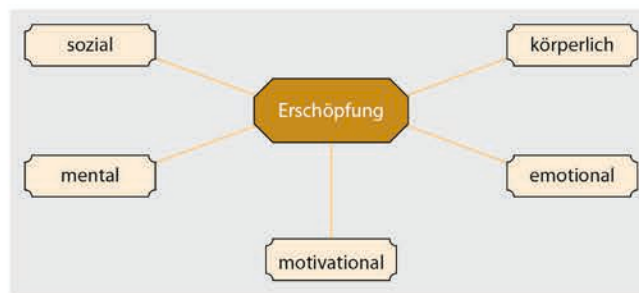 sozial
körperlich
Erschöpfung
mental
emotional
motivational